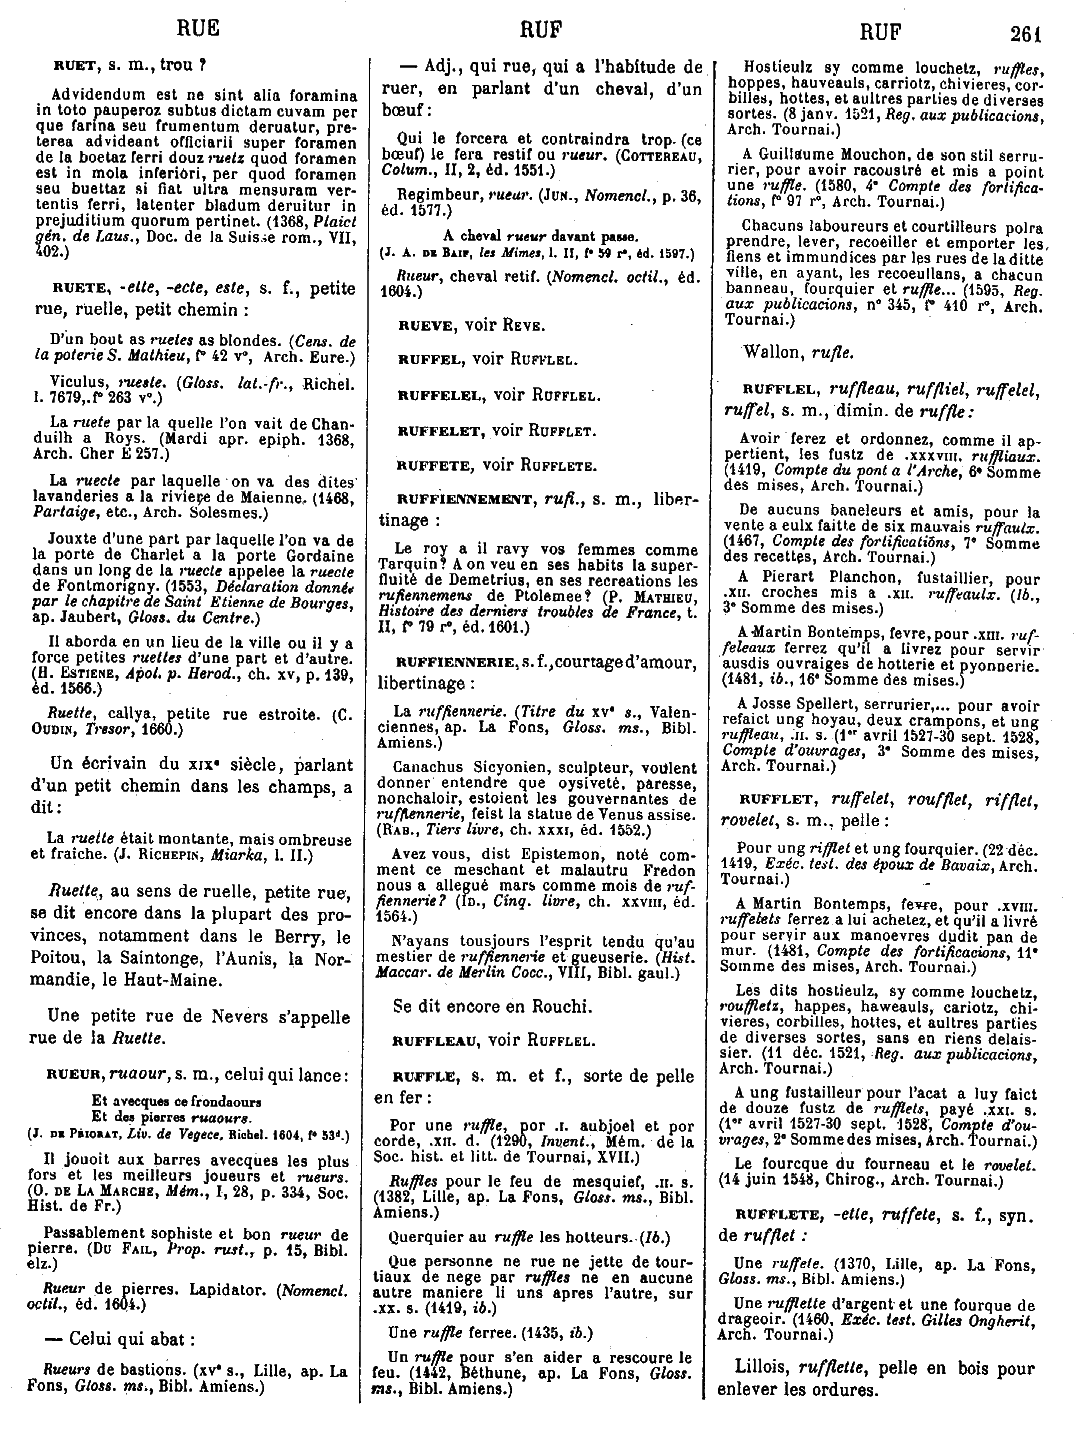 RUE
RUF
RUF
261
RUET, s. m., trou ?
Advidendum est ne sint alia foramina
in toto pauperoz subtus dictam cuvam per
que farina seu frumentum deruatur, pre-
terea advideant officiarii super foramen
de la boetaz ferri douz ruetz quod foramen
est in mola inferiori, per quod foramen
seu buettaz si fiat ultra mensuram ver-
tentis ferri, latenter bladum deruitur in
prejuditium quorum pertinet. (1368, Plaict
gén. de Laus., Doc. de la Suisse rom., VII,
402.)
RUETE, -elle, -ecte, este, s. f., petite
rue, ruelle, petit chemin :
D'un bout as ruetes as blondes. (Cens. de
la poterie S. Mathieu, f° 42 v°, Arch. Eure.)
Viculus, rueste. (Gloss. lat.-fr., Richel.
l. 7679, f° 263 v°.)
La ruete par la quelle l'on vait de Chan-
duilh a Roys. (Mardi apr. epiph. 1368,
Arch. Cher E 257.)
La ruecte par laquelle on va des dites
lavanderies a la riviere de Maienne. (1468,
Partaige, etc., Arch. Solesmes.)
Jouxte d'une part par laquelle l'on va de
la porte de Charlet a la porte Gordaine
dans un long de la ruecte appelee la ruecte
de Fontmorigny. (1553, Déclaration donnée
par le chapitre de Saint Etienne de Bourges,
ap. Jaubert, Gloss. du Centre.)
Il aborda en un lieu de la ville ou il y a
force petites ruettes d'une part et d'autre.
(H. ESTIENE, Apol. p. Herod., ch. XV, p. 139,
éd. 1566.)
Ruette, callya, petite rue estroite. (C.
OUDIN, Tresor, 1660.)
Un écrivain du XIXe siècle, parlant
d'un petit chemin dans les champs, a
dit :
La ruette était montante, mais ombreuse
et fraiche. (J. RICHEPIN, Miarka, l. II.)
Ruette, au sens de ruelle, petite rue,
se dit encore dans la plupart des pro-
vinces, notamment dans le Berry, le
Poitou, la Saintonge, l'Aunis, la Nor-
mandie, le Haut-Maine.
Une petite rue de Nevers s'appelle
rue de la Ruette.
RUEUR, ruaour, s. m., celui qui lance :
Et avecques ce frondaours
Et des pierres ruaours.
(J. DE PRIORAT, Liv. de Vegece, Richel. 1604, f° 53d.)
Il jouoit aux barres avecques les plus
fors et les meilleurs joueurs et rueurs.
(O. DE LA MARCHE, Mém., I, 28, p. 334, Soc.
Hist. de Fr.)
Passablement sophiste et bon rueur de
pierre. (DU FAIL, Prop. rust., p. 15, Bibl.
elz.)
Rueur de pierres. Lapidator. (Nomencl.
octil., éd. 1604.)
— Celui qui abat :
Rueurs de bastions. (XVe s., Lille, ap. La
Fons, Gloss. ms., Bibl. Amiens.)
— Adj., qui rue, qui a l'habitude de
ruer, en parlant d'un cheval, d'un
bœuf :
Qui le forcera et contraindra trop (ce
bœuf) le fera restif ou rueur. (COTTEREAU,
Colum., II, 2, éd. 1551.)
Regimbeur, rueur. (JUN., Nomencl., p. 36,
éd. 1577.)
A cheval rueur davant passe.
(J. A. DE BAIF, les Mimes, l. II, f° 59 r°, éd. 1597.)
Rueur, cheval retif. (Nomencl. octil., éd.
1604.)
RUEVE, voir REVE.
RUFFEL, voir RUFFLEL.
RUFFELEL, voir RUFFLEL.
RUFFELET, voir RUFFLET.
RUFFETE, voir RUFFLETE.
RUFFIENNEMENT, rufi., s. m., liber-
tinage :
Le roy a il ravy vos femmes comme
Tarquin? A on veu en ses habits la super-
fluité de Demetrius, en ses recreations les
rufiennemens de Ptolemee? (P. MATHIEU,
Histoire des derniers troubles de France, t.
II, f° 79 r°, éd. 1601.)
RUFFIENNERIE, s. f., courtage d'amour,
libertinage :
La ruffiennerie. (Titre du XVe s., Valen-
ciennes, ap. La Fons, Gloss. ms., Bibl.
Amiens.)
Canachus Sicyonien, sculpteur, voulent
donner entendre que oysiveté, paresse,
nonchaloir, estoient les gouvernantes de
ruffiennerie, feist la statue de Venus assise.
(RAB., Tiers livre, ch. XXXI, éd. 1552.)
Avez vous, dist Epistemon, noté com-
ment ce meschant et malautru Fredon
nous a allegué mars comme mois de ruf-
fiennerie? (ID., Cinq. livre, ch. XXVIII, éd.
1564.)
N'ayans tousjours l'esprit tendu qu'au
mestier de ruffiennerie et gueuserie. (Hist.
Maccar. de Merlin Cocc., VIII, Bibl. gaul.)
Se dit encore en Rouchi.
RUFFLEAU, voir RUFFLEL.
RUFFLE, s. m. et f., sorte de pelle
en fer :
Por une ruffle, por .I. aubjoel et por
corde, .XII. d. (1290, Invent., Mém. de la
Soc. hist. et litt. de Tournai, XVII.)
Ruffles pour le feu de mesquief, .II. s.
(1382, Lille, ap. La Fons, Gloss. ms., Bibl.
Amiens.)
Querquier au ruffle les hotteurs. (Ib.)
Que personne ne rue ne jette de tour-
tiaux de nege par ruffles ne en aucune
autre maniere li uns apres l'autre, sur
.XX. s. (1419, ib.)
Une ruffle ferree. (1435, ib.)
Un ruffle pour s'en aider a rescoure le
feu. (1442, Béthune, ap. La Fons, Gloss.
ms., Bibl. Amiens.)
Hostieulz sy comme louchetz, ruffles,
hoppes, hauveauls, carriotz, chivieres, cor-
billes, hottes, et aultres parties de diverses
sortes. (8 janv. 1521, Reg. aux publicacions,
Arch. Tournai.)
A Guillaume Mouchon, de son stil serru-
rier, pour avoir racoustré et mis a point
une ruffle. (1580, 4e Compte des fortifica-
tions, f° 97 r°, Arch. Tournai.)
Chacuns laboureurs et courtilleurs polra
prendre, lever, recoeiller et emporter les
fiens et immundices par les rues de la ditte
ville, en ayant, les recoeullans, a chacun
banneau, fourquier et ruffle... (1595, Reg.
aux publicacions, n° 345, f° 410 r°, Arch.
Tournai.)
Wallon, rufle.
RUFFLEL, ruffleau, ruffliel, ruffelel,
ruffel, s. m., dimin. de ruffle :
Avoir ferez et ordonnez, comme il ap-
pertient, les fustz de .XXXVIII. ruffliaux.
(1419, Compte du pont a l'Arche, 6e Somme
des mises, Arch. Tournai.)
De aucuns baneleurs et amis, pour la
vente a eulx faitte de six mauvais ruffaulx.
(1467, Compte des fortifications, 7e Somme
des recettes, Arch. Tournai.)
A Pierart Planchon, fustaillier, pour
.XII. croches mis a .XII. ruffeaulx. (Ib.,
3e Somme des mises.)
A Martin Bontemps, fevre, pour .XIII. ruf-
feleaux ferrez qu'il a livrez pour servir
ausdis ouvraiges de hotterie et pyonnerie.
(1481, ib., 16e Somme des mises.)
A Josse Spellert, serrurier,... pour avoir
refaict ung hoyau, deux crampons, et ung
ruffleau, .II. s. (1er avril 1527-30 sept. 1528,
Compte d'ouvrages, 3e Somme des mises,
Arch. Tournai.)
RUFFLET, ruffelet, roufflet, rifflet,
rovelet, s. m., pelle :
Pour ung rifflet et ung fourquier. (22 déc.
1419, Exéc. test. des époux de Bavaix, Arch.
Tournai.)
A Martin Bontemps, fevre, pour .XVIII.
ruffelets ferrez a lui achetez, et qu'il a livré
pour servir aux manoevres dudit pan de
mur. (1481, Compte des fortificacions, 11e
Somme des mises, Arch. Tournai.)
Les dits hostieulz, sy comme louchetz,
rouffletz, happes, haweauls, cariotz, chi-
vieres, corbilles, hottes, et aultres parties
de diverses sortes, sans en riens delais-
sier. (11 déc. 1521, Reg. aux publicacions,
Arch. Tournai.)
A ung fustailleur pour l'acat a luy faict
de douze fustz de rufflets, payé .XXI. s.
(1er avril 1527-30 sept. 1528, Compte d'ou-
vrages, 2e Somme des mises, Arch. Tournai.)
Le fourcque du fourneau et le rovelet.
(14 juin 1548, Chirog., Arch. Tournai.)
RUFFLETE, -elle, ruffete, s. f., syn.
de rufflet :
Une ruffete. (1370, Lille, ap. La Fons,
Gloss. ms., Bibl. Amiens.)
Une rufflette d'argent et une fourque de
drageoir. (1460, Exéc. test. Gilles Ongherit,
Arch. Tournai.)
Lillois, rufflette, pelle en bois pour
enlever les ordures.